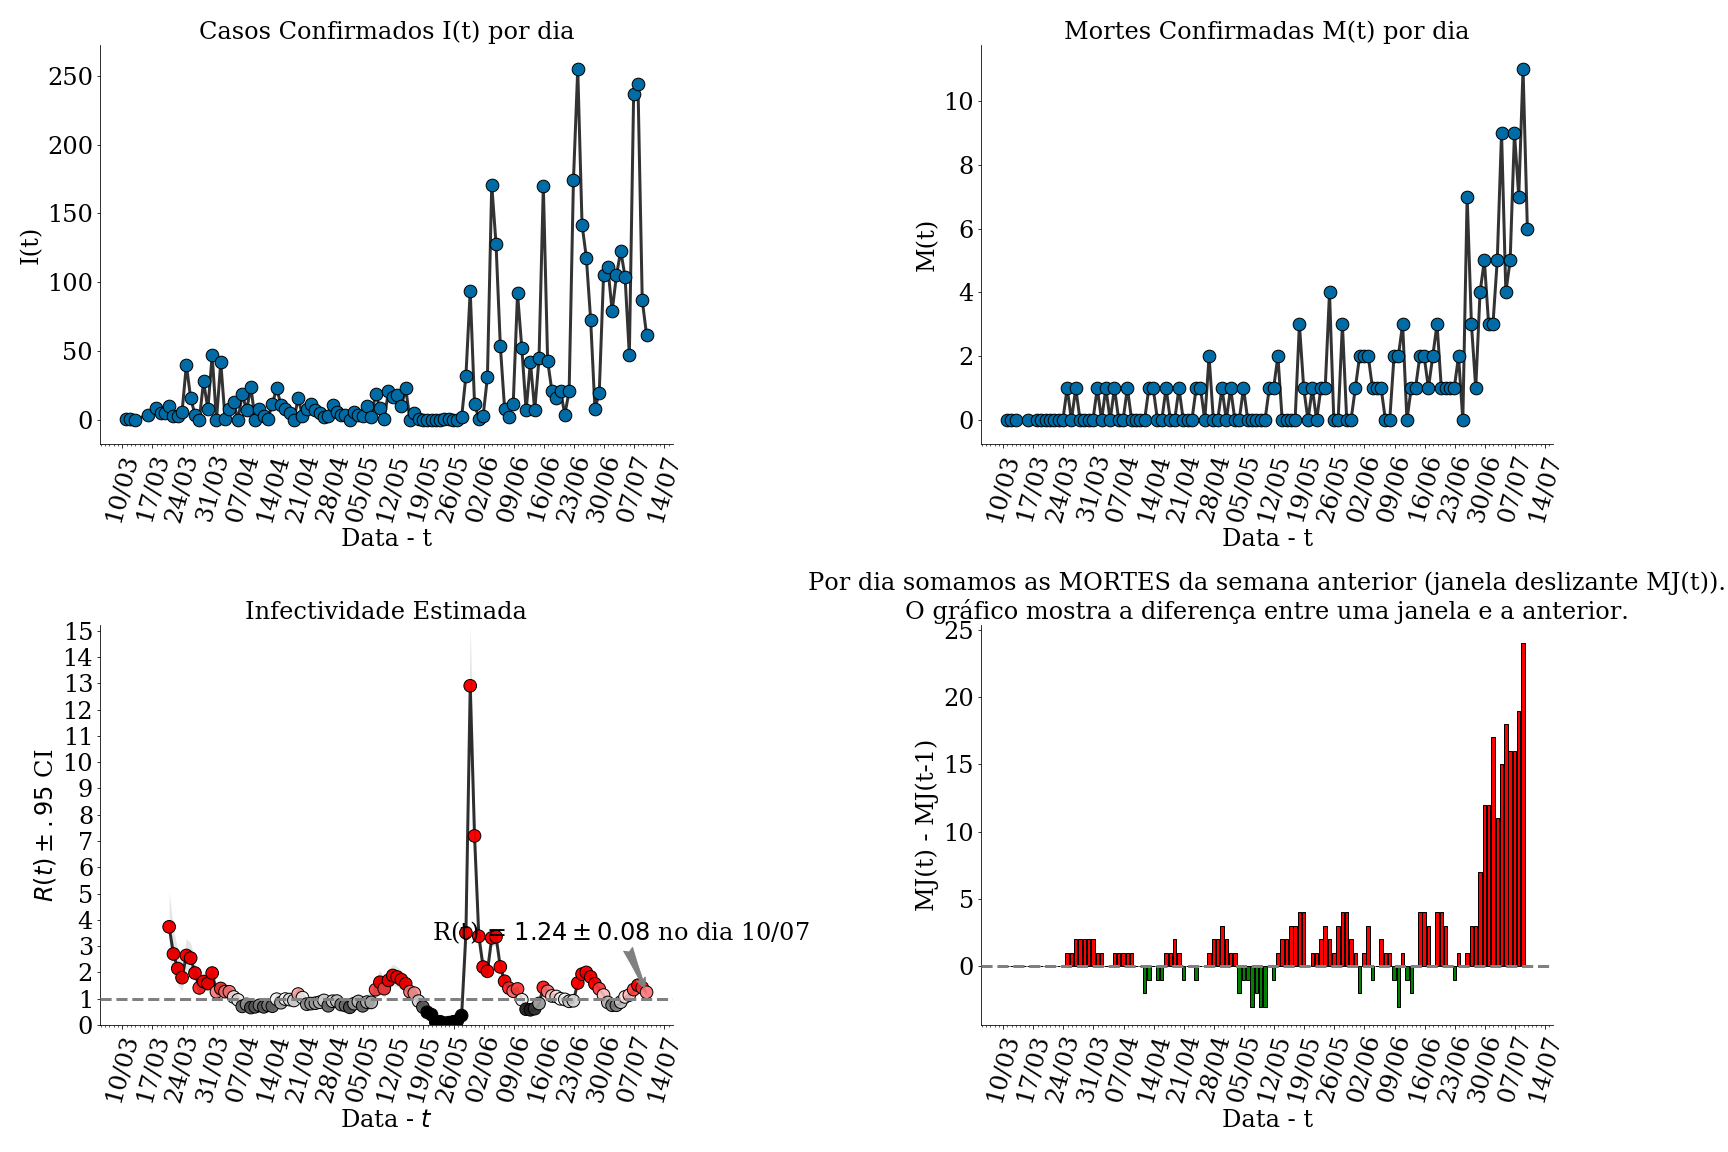 Casos Confirmados I(t) por dia
I(t)
250
200
150
100
50
0
10/03 17/03 24/03 31/03 07/04 14/04 21/04 28/04 05/05 12/05 19/05 26/05 02/06 09/06 16/06 23/06 30/06 07/07 14/07
Data - t
Mortes Confirmadas M(t) por dia
M(t)
10
8
6
4
2
0
10/03 17/03 24/03 31/03 07/04 14/04 21/04 28/04 05/05 12/05 19/05 26/05 02/06 09/06 16/06 23/06 30/06 07/07 14/07
Data - t
Infectividade Estimada
R(t) ± .95 CI
15
14
13
12
11
10
9
8
7
6
5
4
3
2
1
0
R(t) = 1.24 ± 0.08 no dia 10/07
10/03 17/03 24/03 31/03 07/04 14/04 21/04 28/04 05/05 12/05 19/05 26/05 02/06 09/06 16/06 23/06 30/06 07/07 14/07
Data - t
Por dia somamos as MORTES da semana anterior (janela deslizante MJ(t)).
O gráfico mostra a diferença entre uma janela e a anterior.
MJ(t) - MJ(t-1)
25
20
15
10
5
0
10/03 17/03 24/03 31/03 07/04 14/04 21/04 28/04 05/05 12/05 19/05 26/05 02/06 09/06 16/06 23/06 30/06 07/07 14/07
Data - t